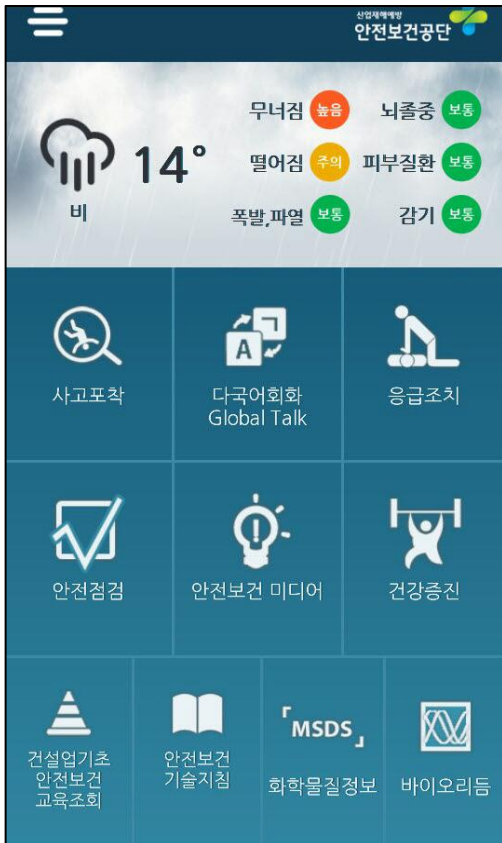 산업재해예방
안전보건공단
무너짐 높음 뇌졸중 보통
14° 떨어짐 주의 피부질환 보통
비 폭발,파열 보통 감기 보통
사고포착
다국어회화
Global Talk
응급조치
안전점검
안전보건 미디어
건강증진
건설업기초
안전보건
교육조회
안전보건
기술지침
「MSDS」
화학물질정보
바이오리듬